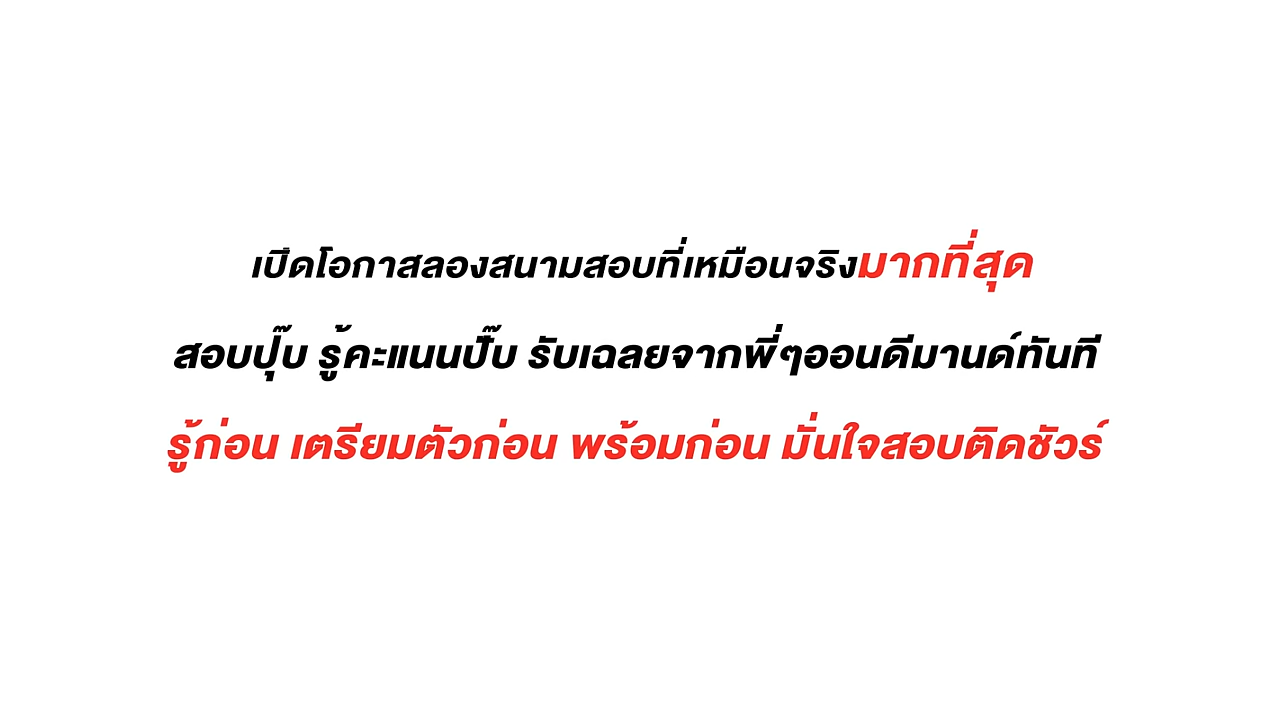 เปิดโอกาสลองสนามสอบที่เหมือนจริงมากที่สุด
สอบปุ๊บ รู้คะแนนปั๊บ รับเฉลยจากพี่ๆออนดีมานด์ทันที
รู้ก่อน เตรียมตัวก่อน พร้อมก่อน มั่นใจสอบติดชัวร์